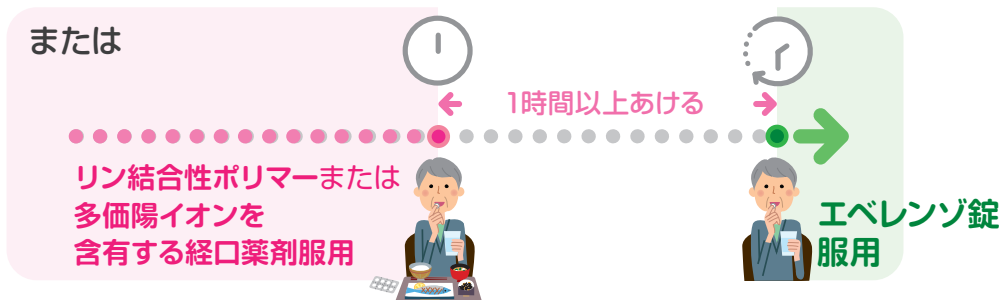 または
1時間以上あける
リン結合性ポリマーまたは
多価陽イオンを
含有する経口薬剤服用
エベレンゾ錠
服用